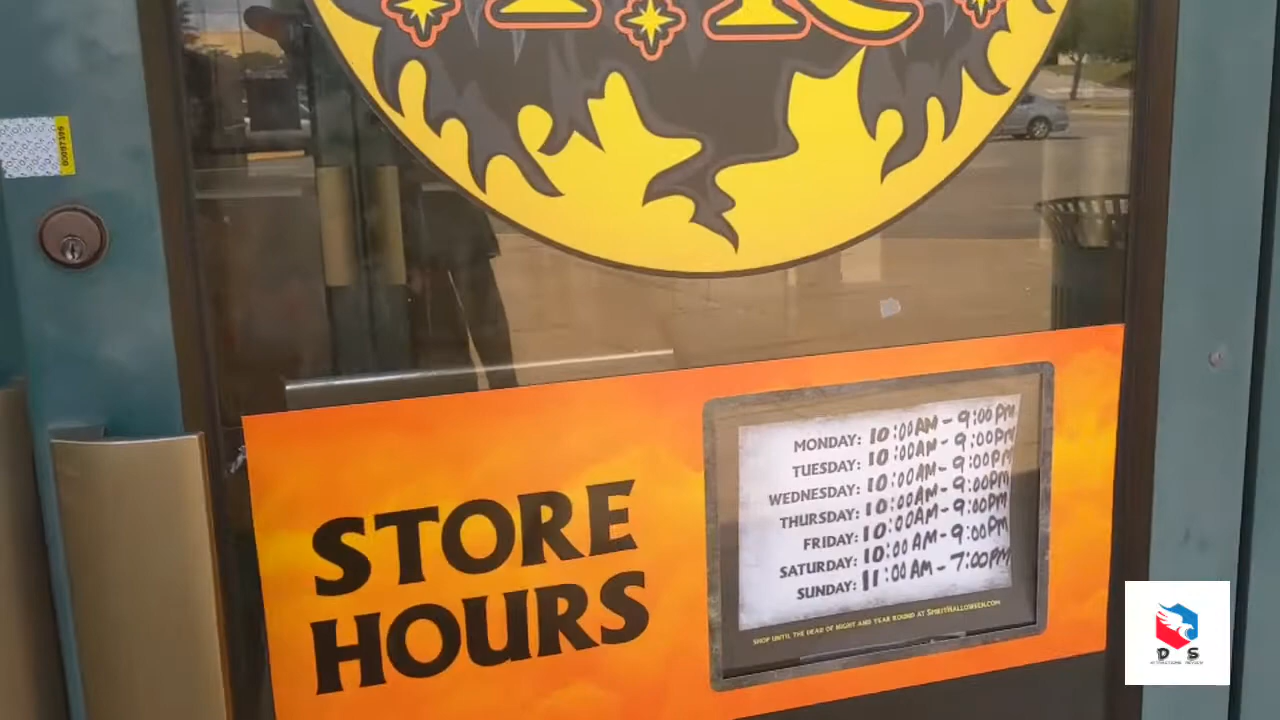 00097395
STORE
HOURS
MONDAY: 10:00AM - 9:00PM
TUESDAY: 10:00AM - 9:00PM
WEDNESDAY: 10:00AM - 9:00PM
THURSDAY: 10:00AM - 9:00PM
FRIDAY: 10:00AM - 9:00PM
SATURDAY: 10:00AM - 9:00PM
SUNDAY: 11:00AM - 7:00PM
SHOP UNTIL THE DEAD OF NIGHT AND YEAR ROUND AT SPIRITHALLOWEEN.COM
D S